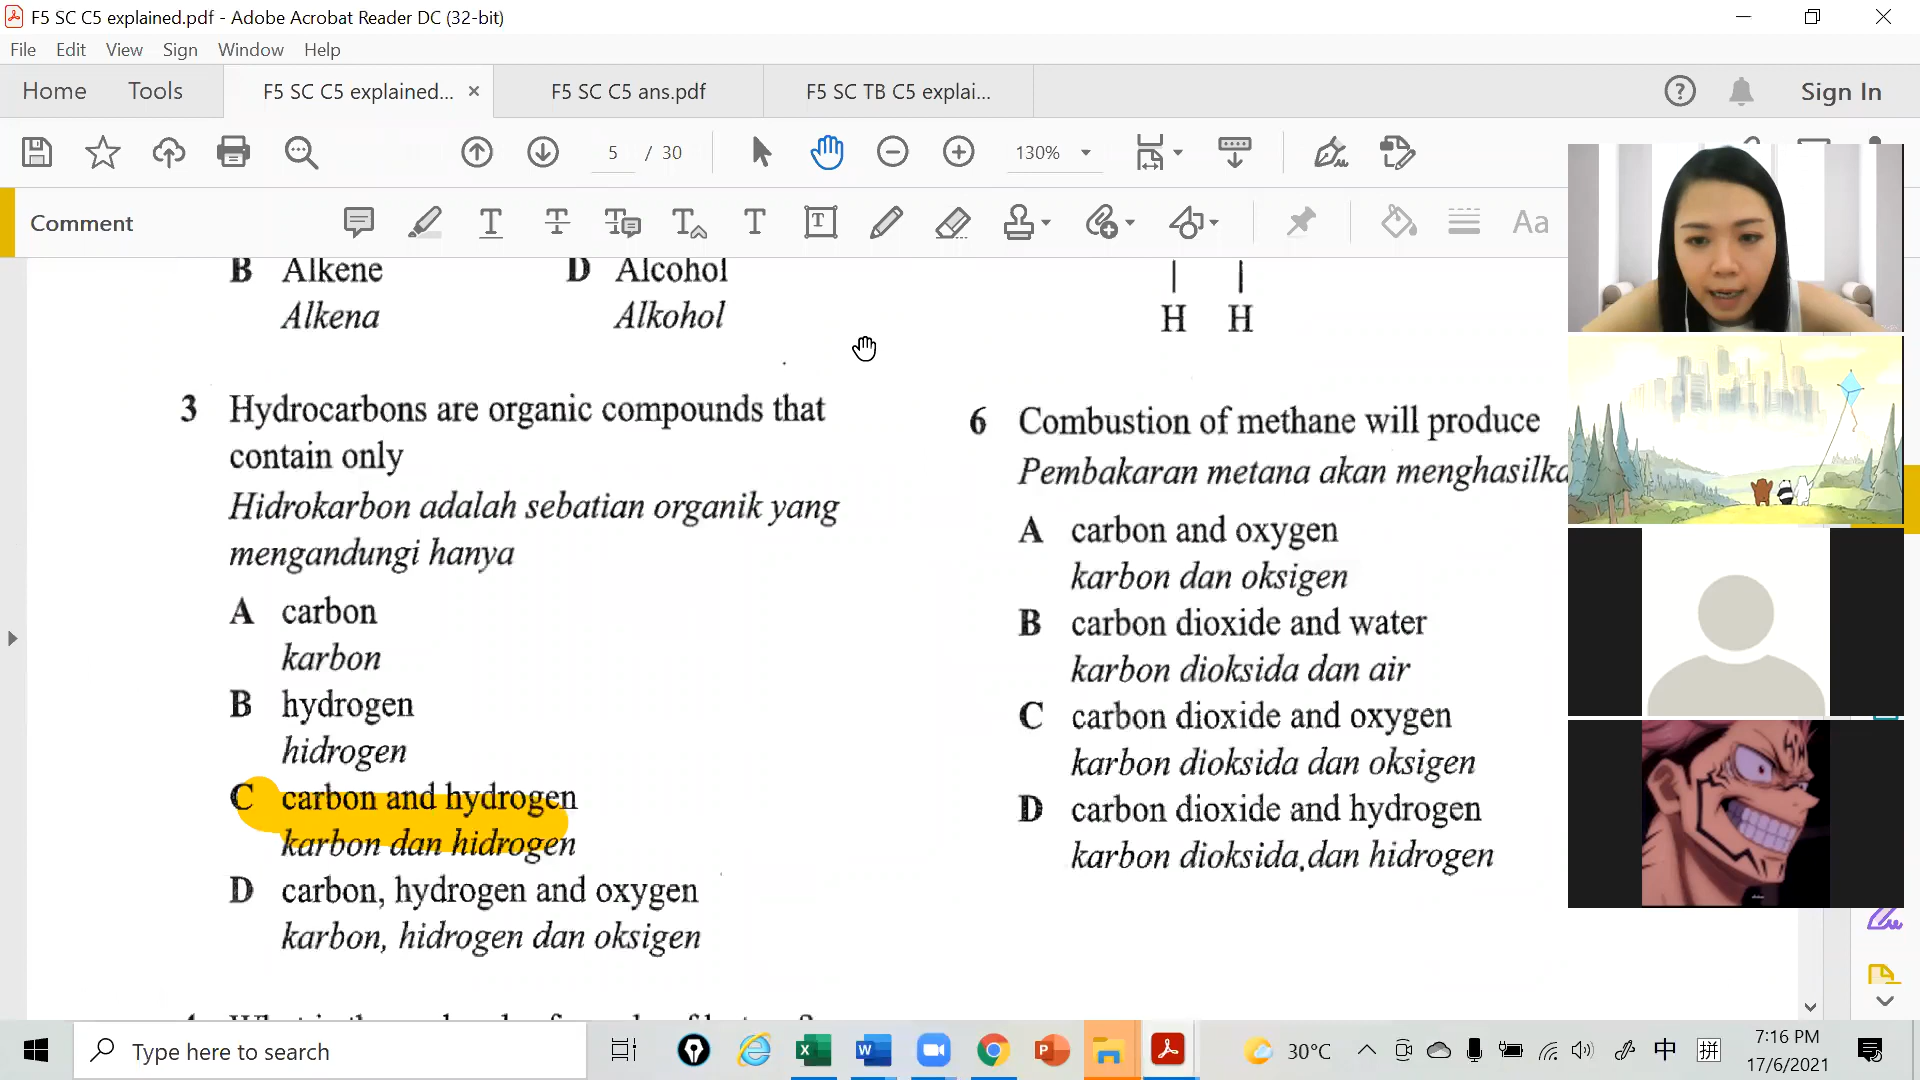 F5 SC C5 explained.pdf - Adobe Acrobat Reader DC (32-bit)
File Edit View Sign Window Help
Home Tools F5 SC C5 explained... × F5 SC C5 ans.pdf F5 SC TB C5 explai... Sign In
5 / 30 130%
Comment
B Alkene
Alkena
D Alcohol
Alkohol
3 Hydrocarbons are organic compounds that
contain only
Hidrokarbon adalah sebatian organik yang
mengandungi hanya
A carbon
karbon
B hydrogen
hidrogen
C carbon and hydrogen
karbon dan hidrogen
D carbon, hydrogen and oxygen
karbon, hidrogen dan oksigen
H H
6 Combustion of methane will produce
Pembakaran metana akan menghasilka
A carbon and oxygen
karbon dan oksigen
B carbon dioxide and water
karbon dioksida dan air
C carbon dioxide and oxygen
karbon dioksida dan oksigen
D carbon dioxide and hydrogen
karbon dioksida dan hidrogen
Type here to search
30°C
中
拼
7:16 PM
17/6/2021